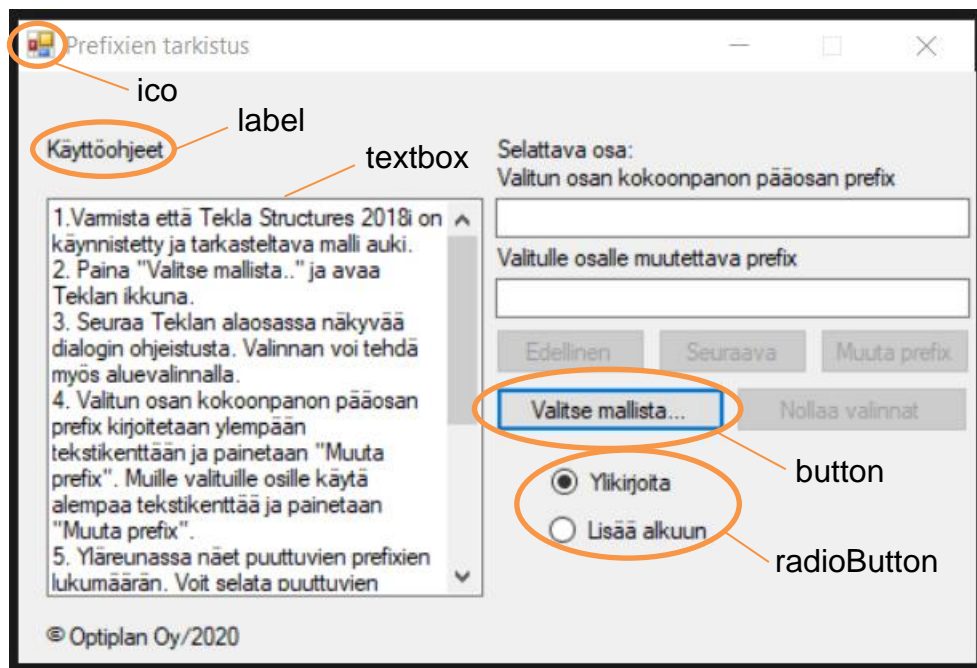 Prefixien tarkistus
ico
label
Käyttöohjeet
textbox
1.Varmista että Tekla Structures 2018i on
käynnistetty ja tarkasteltava malli auki.
2. Paina "Valitse mallista.." ja avaa
Teklan ikkuna.
3. Seuraa Teklan alaosassa näkyvää
dialogin ohjeistusta. Valinnan voi tehdä
myös aluevalinnalla.
4. Valitun osan kokoonpanon pääosan
prefix kirjoitetaan ylempään
tekstikenttään ja painetaan "Muuta
prefix". Muille valituille osille käytä
alempaa tekstikenttää ja painetaan
"Muuta prefix".
5. Yläreunassa näet puuttuvien prefixien
lukumäärän. Voit selata puuttuvien
© Optiplan Oy/2020
Selattava osa:
Valitun osan kokoonpanon pääosan prefix
Valitulle osalle muutettava prefix
Edellinen Seuraava Muuta prefix
Valitse mallista... Nollaa valinnat
button
Ylikirjoita
Lisää alkuun
radioButton